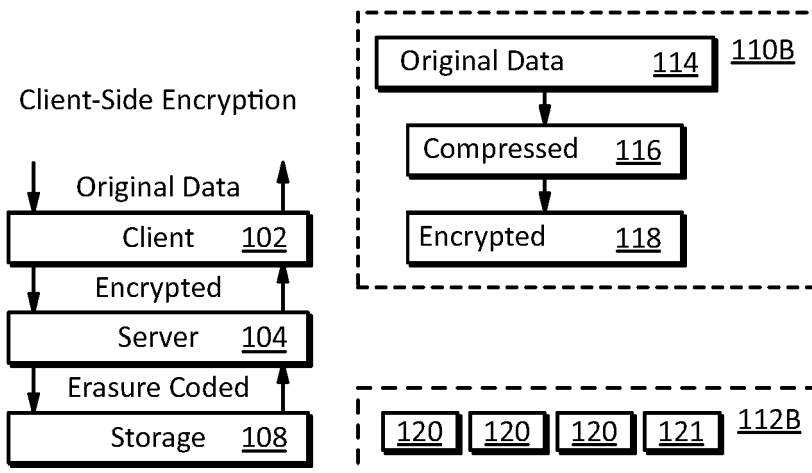 Client-Side Encryption
Original Data
Client 102
Encrypted
Server 104
Erasure Coded
Storage 108
Original Data 114
110B
Compressed 116
Encrypted 118
120 120 120 121
112B